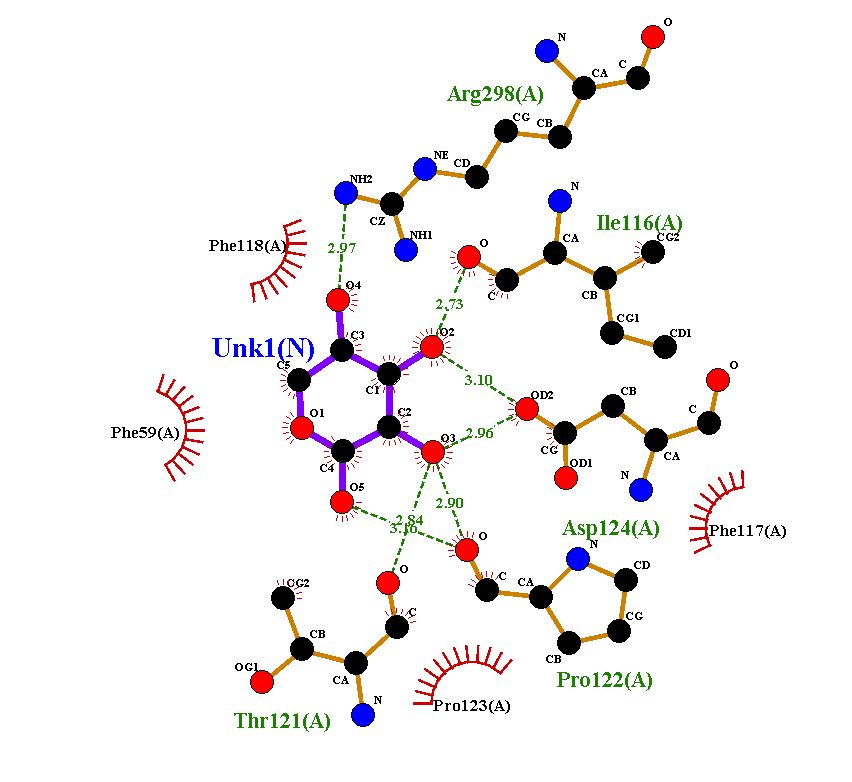 O
N
CA
C
Arg298(A)
CG
CB
NE
CD
NH2
CZ
NH1
N
Ile116(A)
CG2
Phe118(A)
2.97
O
CA
C
CB
O4
2.73
CG1
CD1
O2
Unk1(N)
C3
C5
C1
3.10
O
OD2
CB
C2
O1
2.96
C
CG
CA
Phe59(A)
O3
C4
OD1
N
O5
2.90
2.84
3.16
Asp124(A)
Phe117(A)
O
N
O
C
CA
CD
CG2
C
CG
CB
CB
OG1
CA
Pro122(A)
N
Pro123(A)
Thr121(A)